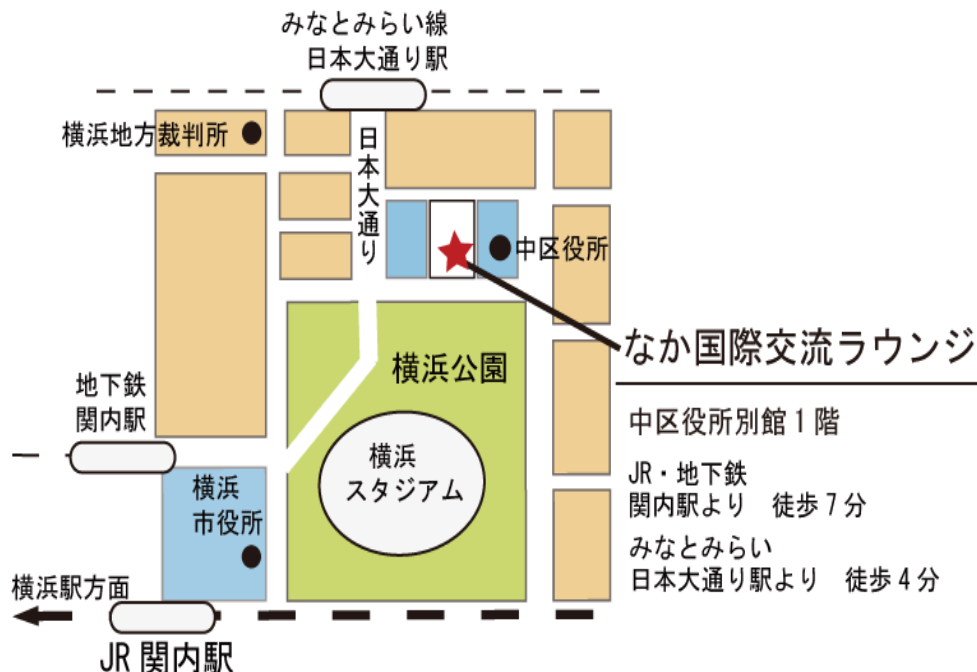 みなとみらい線
日本大通り駅
横浜地方裁判所
日本大通り
中区役所
なか国際交流ラウンジ
横浜公園
地下鉄
関内駅
中区役所別館1階
横浜
スタジアム
JR・地下鉄
関内駅より 徒歩7分
横浜
市役所
みなとみらい
日本大通り駅より 徒歩4分
横浜駅方面
JR 関内駅